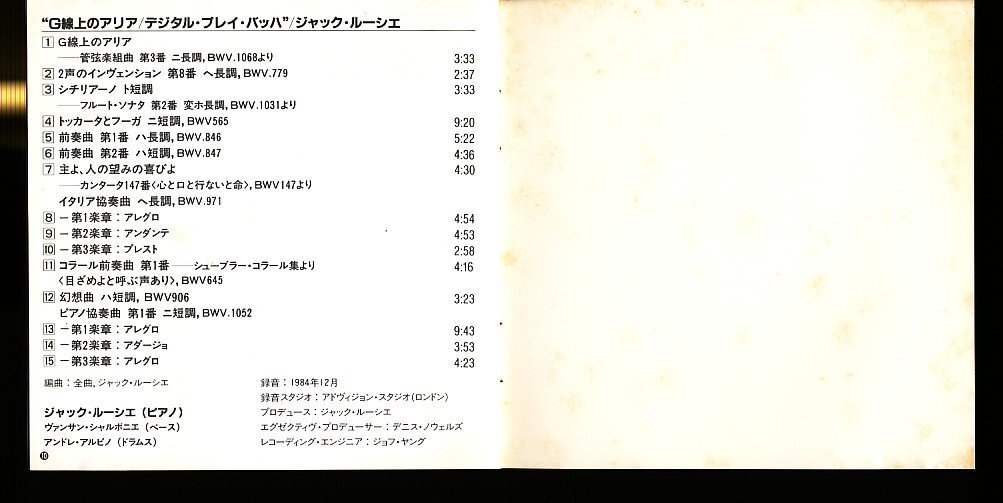 “G線上のアリア/デジタル・プレイ・バッハ”/ジャック・ルーシエ
1 G線上のアリア
──管弦楽組曲 第3番 ニ長調, BWV.1068より 3:33
2 2声のインヴェンション 第8番 ヘ長調, BWV.779 2:37
3 シチリアーノ ト短調 3:33
──フルート・ソナタ 第2番 変ホ長調, BWV.1031より
4 トッカータとフーガ ニ短調, BWV565 9:20
5 前奏曲 第1番 ハ長調, BWV.846 5:22
6 前奏曲 第2番 ハ短調, BWV.847 4:36
7 主よ、人の望みの喜びよ 4:30
──カンタータ147番〈心と口と行ないと命〉, BWV147より
イタリア協奏曲 ヘ長調, BWV.971
8 ─第1楽章：アレグロ 4:54
9 ─第2楽章：アンダンテ 4:53
10 ─第3楽章：プレスト 2:58
11 コラール前奏曲 第1番──シューブラー・コラール集より 4:16
〈目ざめよと呼ぶ声あり〉, BWV645
12 幻想曲 ハ短調, BWV906 3:23
ピアノ協奏曲 第1番 ニ短調, BWV.1052
13 ─第1楽章：アレグロ 9:43
14 ─第2楽章：アダージョ 3:53
15 ─第3楽章：アレグロ 4:23
編曲：全曲, ジャック・ルーシエ
ジャック・ルーシエ（ピアノ）
ヴァンサン・シャルボニエ（ベース）
アンドレ・アルピノ（ドラムス）
録音：1984年12月
録音スタジオ：アドヴィジョン・スタジオ(ロンドン)
プロデュース：ジャック・ルーシエ
エグゼクティヴ・プロデューサー：デニス・ノウェルズ
レコーディング・エンジニア：ジョフ・ヤング
10